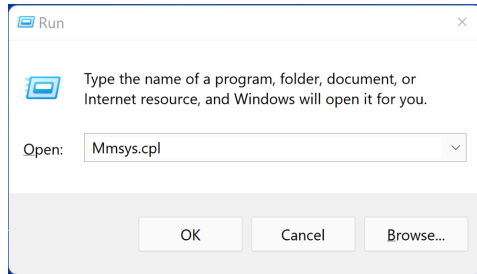 Run
Type the name of a program, folder, document, or
Internet resource, and Windows will open it for you.
Open: Mmsys.cpl
OK Cancel Browse...